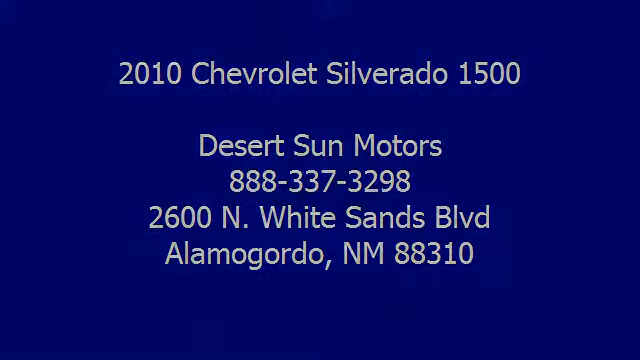 2010 Chevrolet Silverado 1500
Desert Sun Motors
888-337-3298
2600 N. White Sands Blvd
Alamogordo, NM 88310